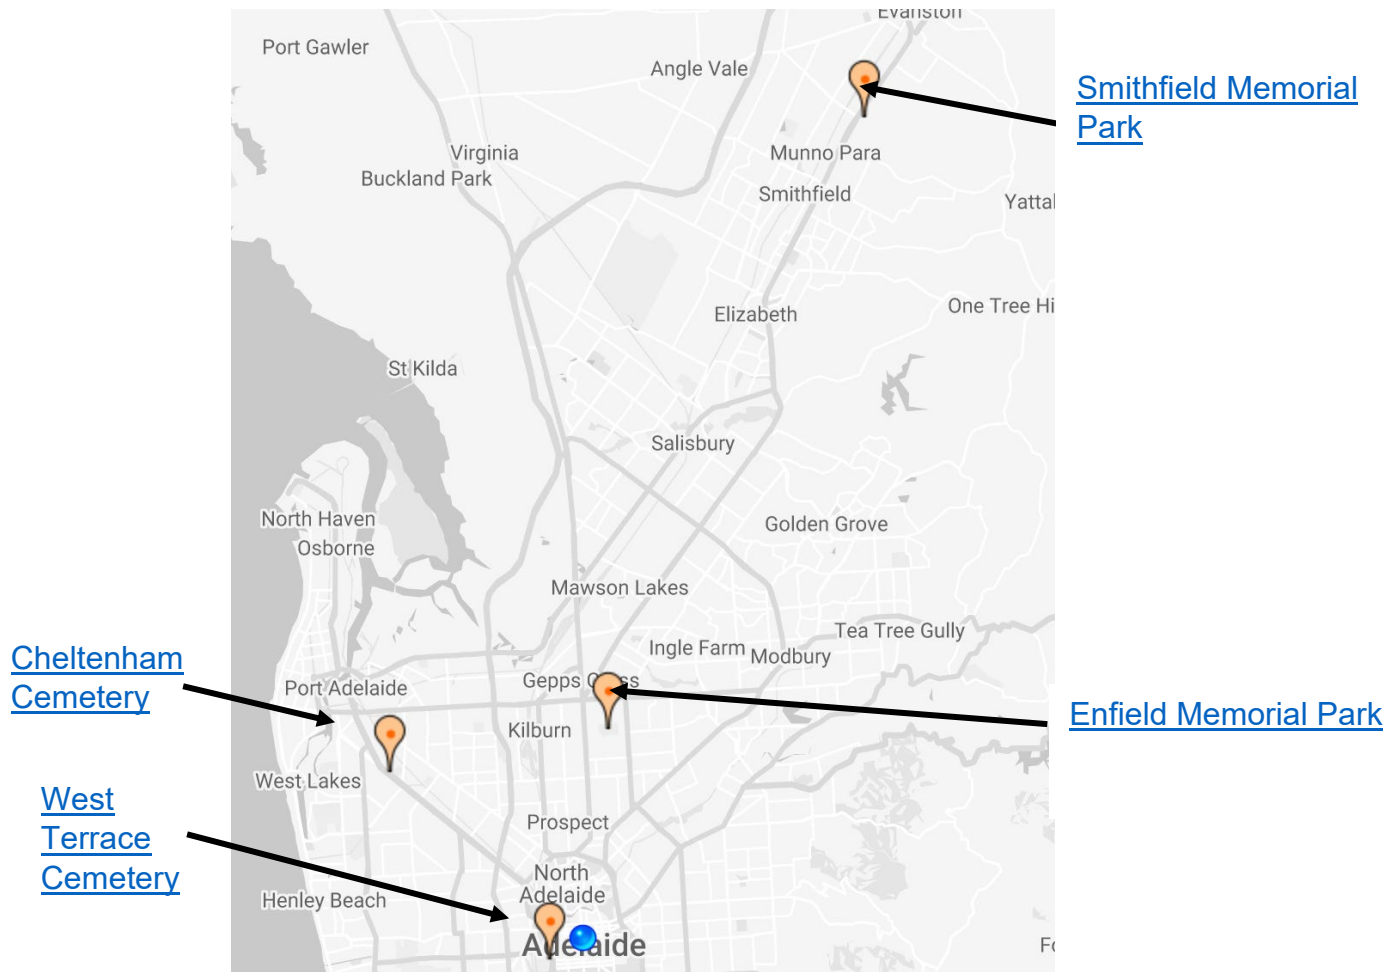 Evanston
Port Gawler
Angle Vale
Smithfield Memorial
Park
Virginia
Munno Para
Buckland Park
Smithfield
One Tree
Elizabeth
St Kilda
Salisbury
North Haven
Golden Grove
Osborne
Mawson Lakes
Tea Tree Gully
Ingle Farm
Modbury
Cheltenham
Cemetery
Port Adelaide
Gepps
Enfield Memorial Park
Kilburn
West Lakes
West
Terrace
Cemetery
Prospect
North
Adelaide
Henley Beach
Adelaide